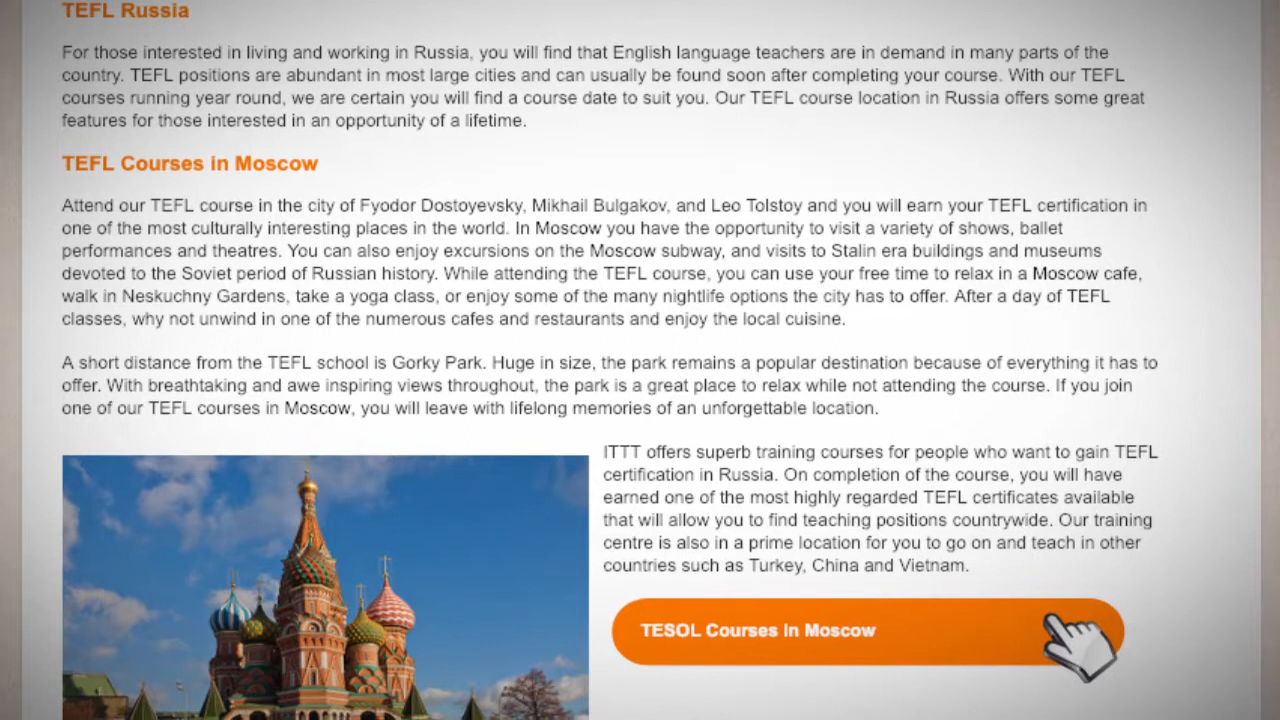 TEFL Russia
For those interested in living and working in Russia, you will find that English language teachers are in demand in many parts of the
country. TEFL positions are abundant in most large cities and can usually be found soon after completing your course. With our TEFL
courses running year round, we are certain you will find a course date to suit you. Our TEFL course location in Russia offers some great
features for those interested in an opportunity of a lifetime.
TEFL Courses in Moscow
Attend our TEFL course in the city of Fyodor Dostoyevsky, Mikhail Bulgakov, and Leo Tolstoy and you will earn your TEFL certification in
one of the most culturally interesting places in the world. In Moscow you have the opportunity to visit a variety of shows, ballet
performances and theatres. You can also enjoy excursions on the Moscow subway, and visits to Stalin era buildings and museums
devoted to the Soviet period of Russian history. While attending the TEFL course, you can use your free time to relax in a Moscow cafe,
walk in Neskuchny Gardens, take a yoga class, or enjoy some of the many nightlife options the city has to offer. After a day of TEFL
classes, why not unwind in one of the numerous cafes and restaurants and enjoy the local cuisine.
A short distance from the TEFL school is Gorky Park. Huge in size, the park remains a popular destination because of everything it has to
offer. With breathtaking and awe inspiring views throughout, the park is a great place to relax while not attending the course. If you join
one of our TEFL courses in Moscow, you will leave with lifelong memories of an unforgettable location.
ITTT offers superb training courses for people who want to gain TEFL
certification in Russia. On completion of the course, you will have
earned one of the most highly regarded TEFL certificates available
that will allow you to find teaching positions countrywide. Our training
centre is also in a prime location for you to go on and teach in other
countries such as Turkey, China and Vietnam.
TESOL Courses in Moscow